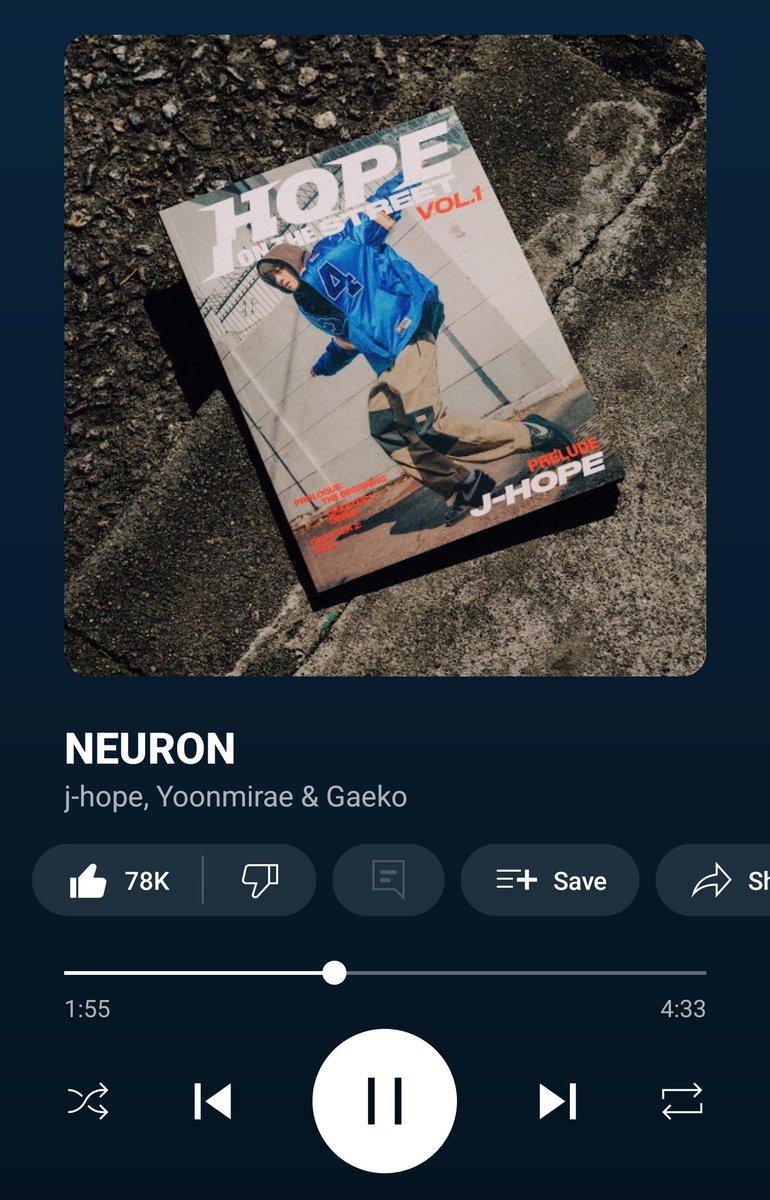 HOPE
ON THE STREET
VOL.1
PROLOGUE:
THE BEGINNING
PRELUDE
J-HOPE
4
NEURON
j-hope, Yoonmirae & Gaeko
78K
Save
Sh
1:55
4:33